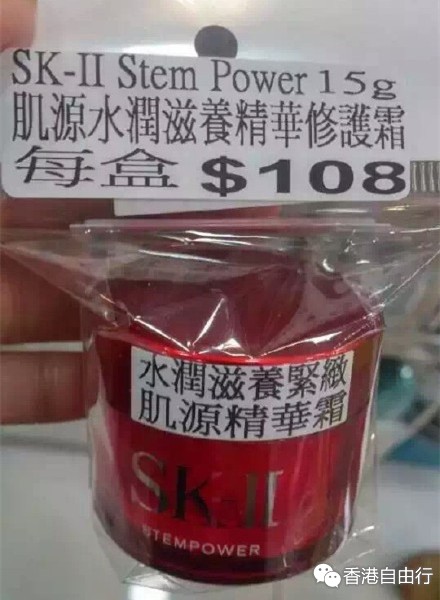 SK-II Stem Power 15g
肌源水潤滋養精華修護霜
每盒 $108
水潤滋養緊緻
肌源精華霜
SK-II
STEMPOWER
香港自由行